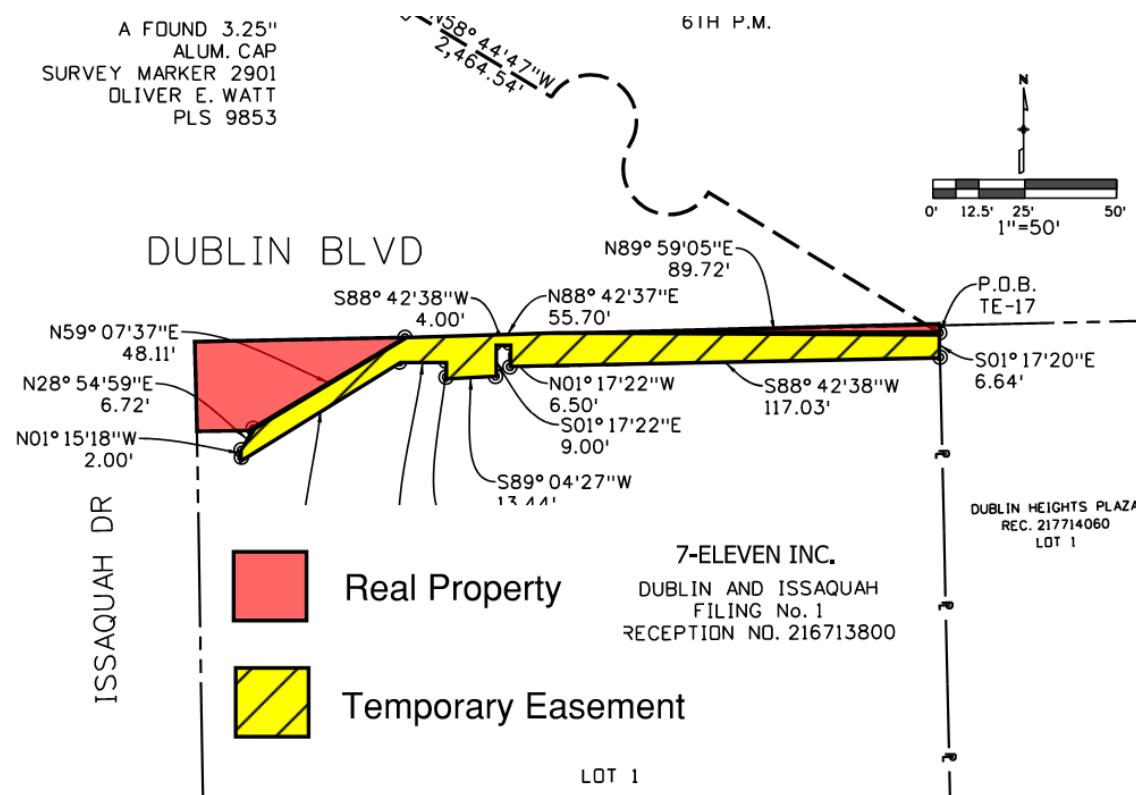 A FOUND 3.25"
ALUM. CAP
SURVEY MARKER 2901
OLIVER E. WATT
PLS 9853
N58° 44'47"W
2,464.54'
6TH P.M.
N
0' 12.5' 25' 50'
1"=50'
DUBLIN BLVD
N89° 59'05"E
89.72'
P.O.B.
TE-17
S88° 42'38"W
4.00'
N88° 42'37"E
55.70'
N59° 07'37"E
48.11'
N28° 54'59"E
6.72'
N01° 15'18"W
2.00'
S01° 17'20"E
6.64'
S88° 42'38"W
117.03'
N01° 17'22"W
6.50'
S01° 17'22"E
9.00'
S89° 04'27"W
13.44'
ISSAQUAH DR
PL
DUBLIN HEIGHTS PLAZA
REC. 217714060
LOT 1
7-ELEVEN INC.
DUBLIN AND ISSAQUAH
FILING No. 1
RECEPTION NO. 216713800
PL
Real Property
Temporary Easement
PL
LOT 1